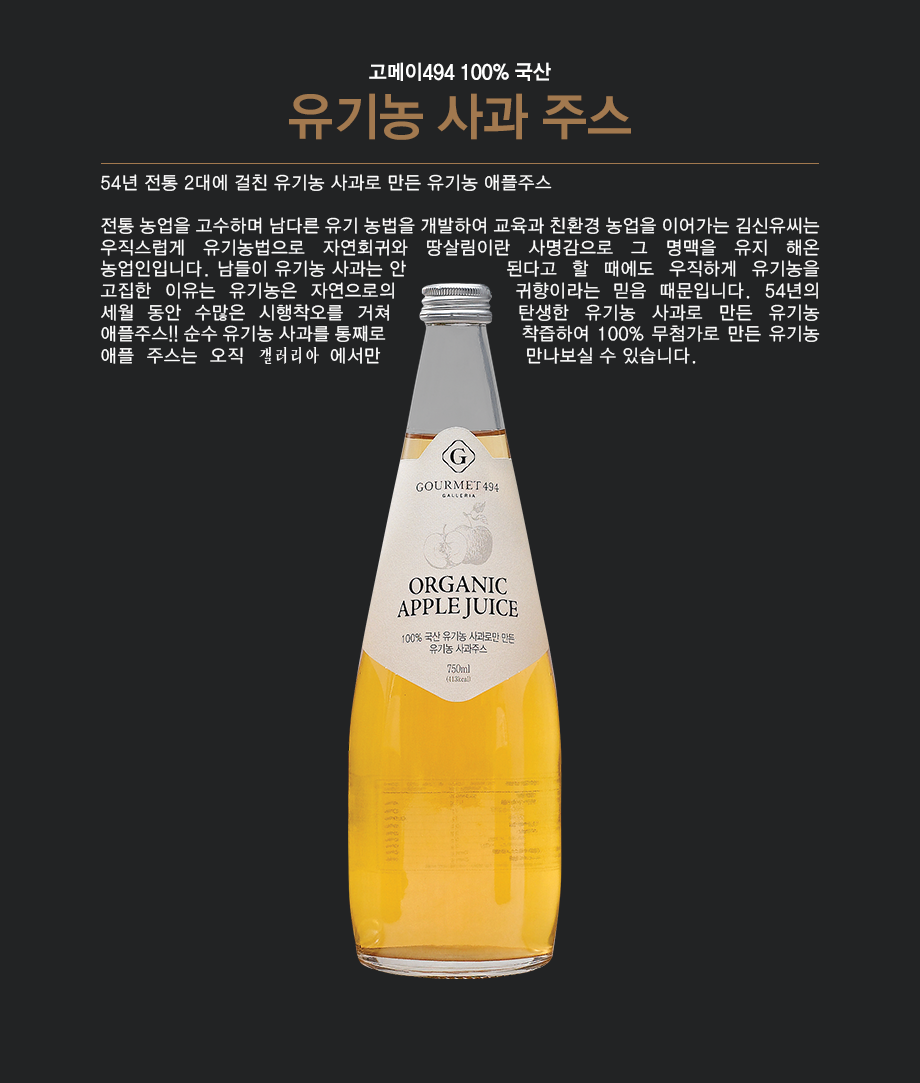 고메이494 100% 국산
유기농 사과 주스
54년 전통 2대에 걸친 유기농 사과로 만든 유기농 애플주스
전통 농업을 고수하며 남다른 유기 농법을 개발하여 교육과 친환경 농업을 이어가는 김신유씨는
우직스럽게 유기농법으로 자연회귀와 땅살림이란 사명감으로 그 명맥을 유지 해온
농업인입니다. 남들이 유기농 사과는 안 된다고 할 때에도 우직하게 유기농을
고집한 이유는 유기농은 자연으로의 귀향이라는 믿음 때문입니다. 54년의
세월 동안 수많은 시행착오를 거쳐 탄생한 유기농 사과로 만든 유기농
애플주스!! 순수 유기농 사과를 통째로 착즙하여 100% 무첨가로 만든 유기농
애플 주스는 오직 갤러리아 에서만 만나보실 수 있습니다.
G
GOURMET 494
GALLERIA
ORGANIC
APPLE JUICE
100% 국산 유기농 사과로만 만든
유기농 사과주스
750ml
(413kcal)